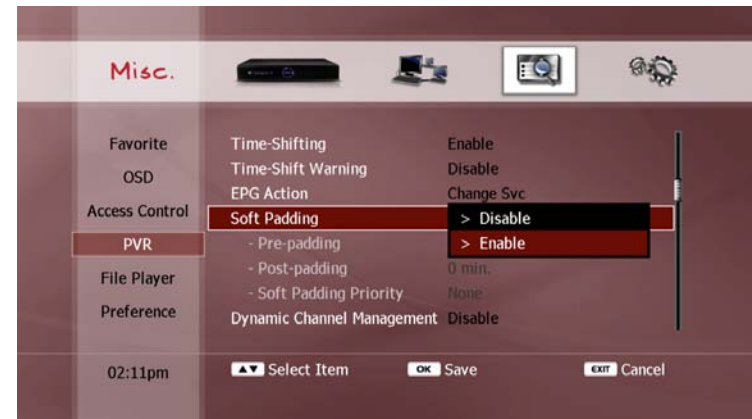 Misc.
Favorite
OSD
Access Control
PVR
File Player
Preference
02:11pm
Time-Shifting Enable
Time-Shift Warning Disable
EPG Action Change Svc
Soft Padding > Disable
- Pre-padding > Enable
- Post-padding 0 min.
- Soft Padding Priority None
Dynamic Channel Management Disable
▲▼ Select Item OK Save EXIT Cancel